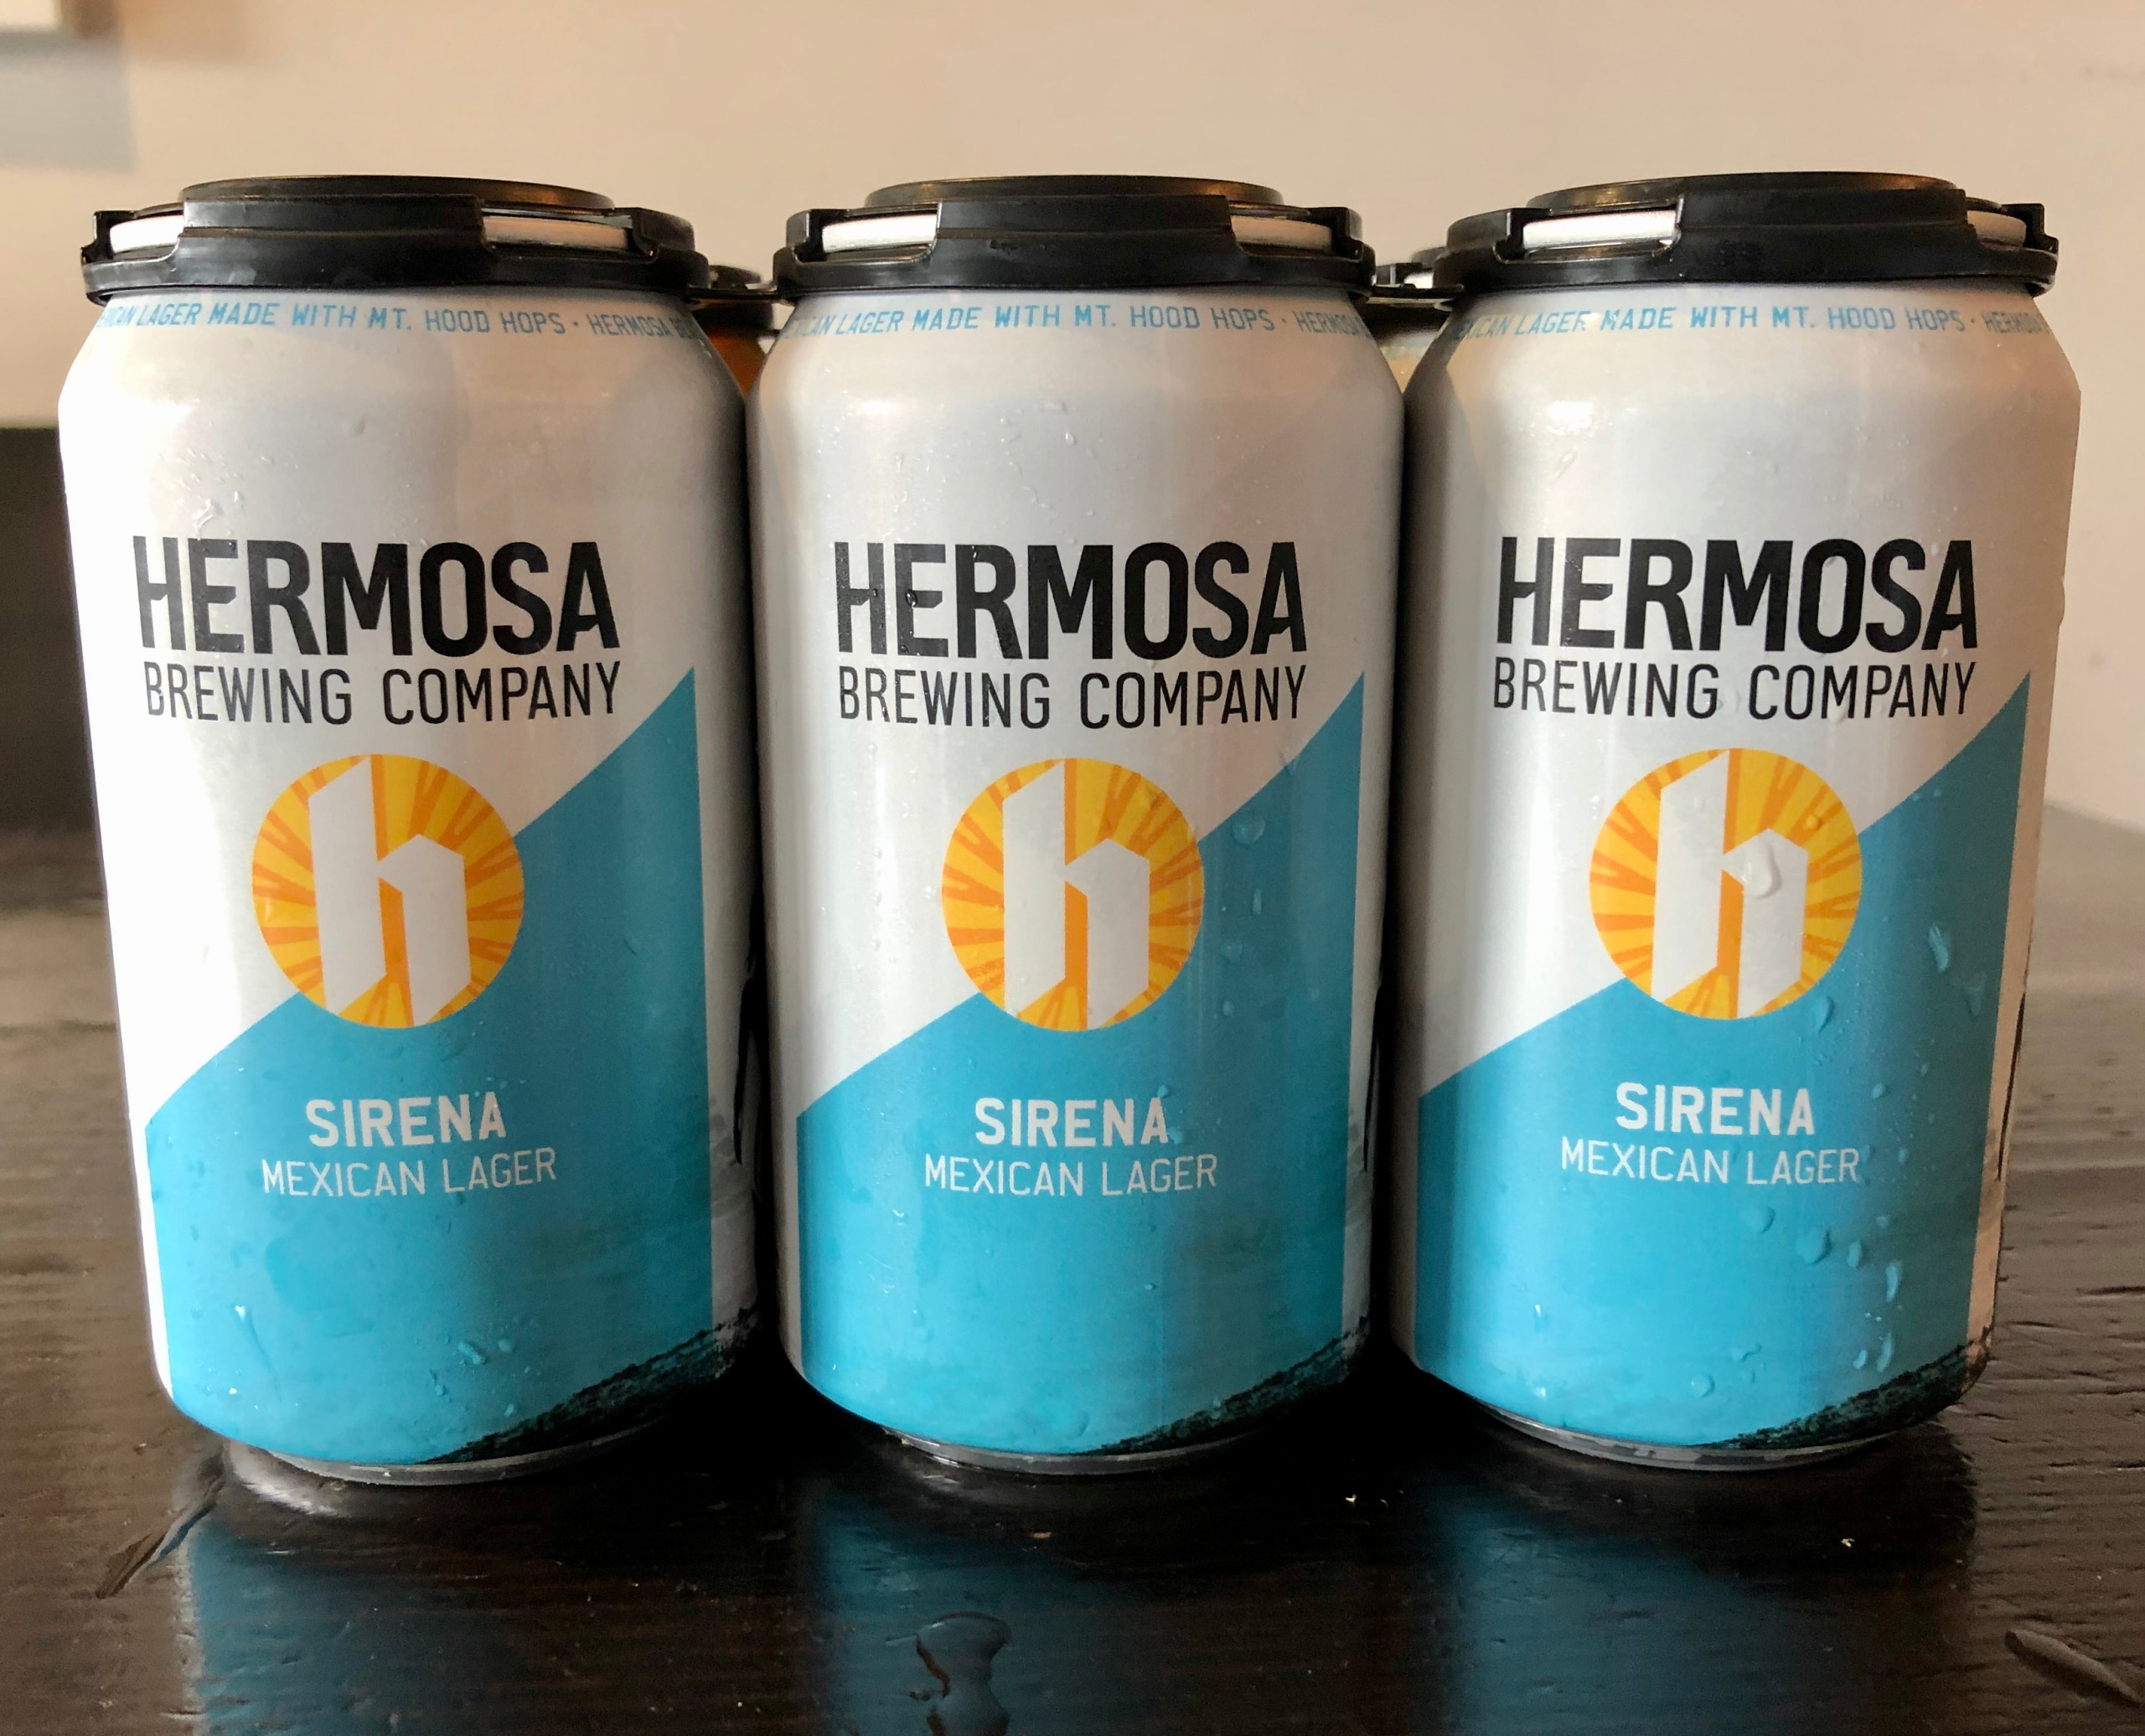 LAGER MADE WITH MT. HOOD HOPS · HERMOSA
HERMOSA
BREWING COMPANY
h
SIRENA
MEXICAN LAGER
LAGER MADE WITH MT. HOOD HOPS · HERMOSA
HERMOSA
BREWING COMPANY
h
SIRENA
MEXICAN LAGER
LAGER MADE WITH MT. HOOD HOPS · HERMOSA
HERMOSA
BREWING COMPANY
h
SIRENA
MEXICAN LAGER